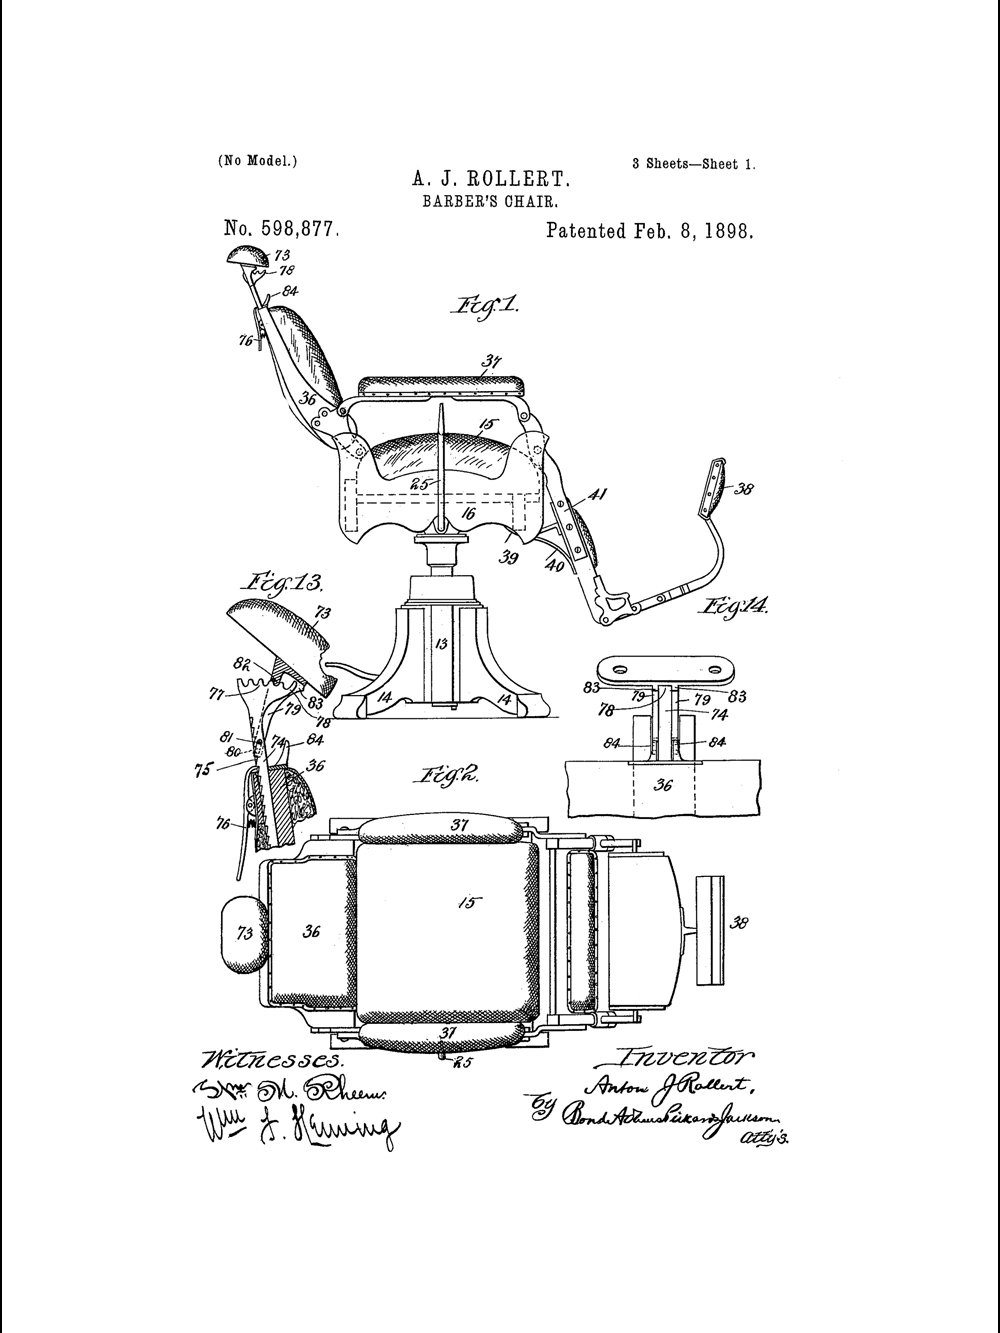 (No Model.)
3 Sheets—Sheet 1.
A. J. ROLLERT.
BARBER'S CHAIR.
No. 598,877.
Patented Feb. 8, 1898.
73
78
84
Fig. 1.
76
37
36
15
25
41
38
16
39
40
Fig. 13.
73
Fig. 14.
82
13
77
83
79
78
14
14
83
79
79
83
78
74
81
74
84
80
84
84
75
36
Fig. 2.
36
76
37
15
73
36
38
37
25
Witnesses.
Inventor
Wm. M. Rheem.
Anton J Rollert,
Wm. F. Henning
By
Bond Adams Pickard & Jackson
Atty's.